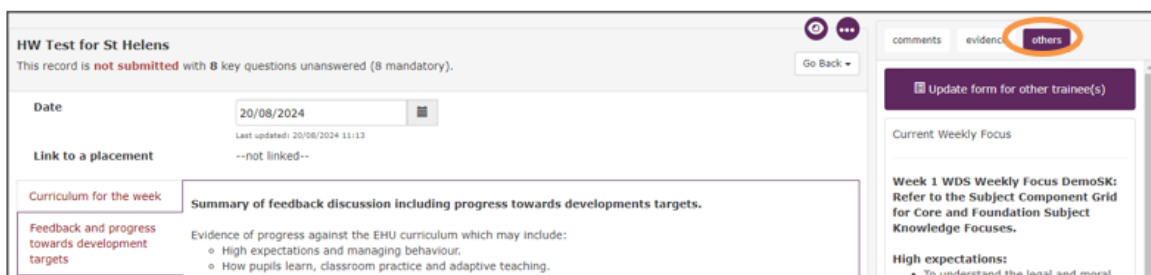 HW Test for St Helens
This record is not submitted with 8 key questions unanswered (8 mandatory).
Go Back
Date
20/08/2024
Last updated: 20/08/2024 11:13
Link to a placement
--not linked--
Curriculum for the week
Feedback and progress
towards development
targets
Summary of feedback discussion including progress towards developments targets.
Evidence of progress against the EHU curriculum which may include:
High expectations and managing behaviour.
How pupils learn, classroom practice and adaptive teaching.
comments evidence others
Update form for other trainee(s)
Current Weekly Focus
Week 1 WDS Weekly Focus DemoSK:
Refer to the Subject Component Grid
for Core and Foundation Subject
Knowledge Focuses.
High expectations:
To understand the legal and moral